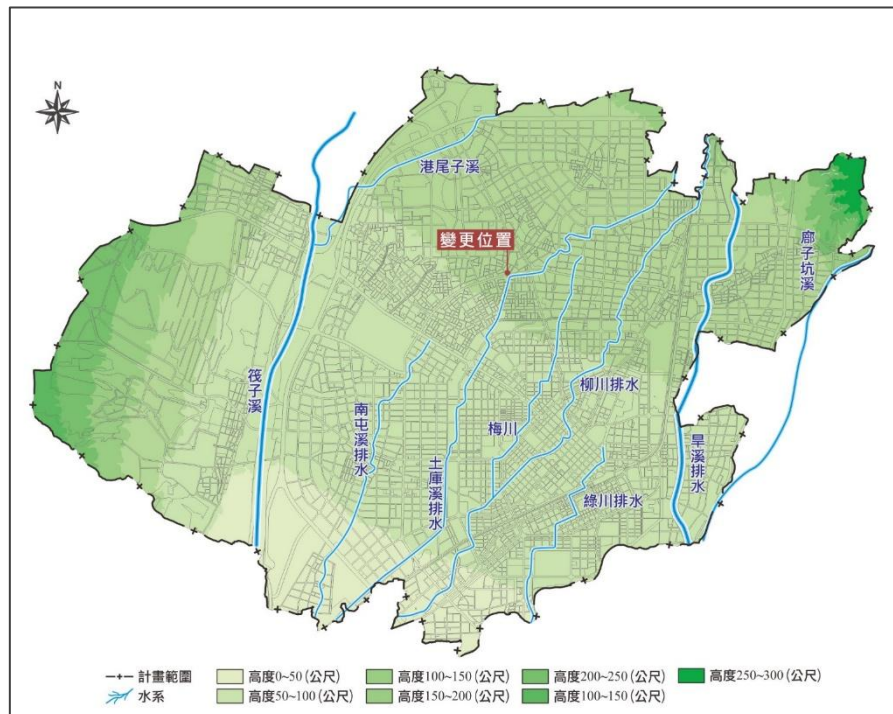 N
港尾子溪
變更位置
廍子坑溪
筏子溪
柳川排水
南屯溪排水
梅川
土庫溪排水
旱溪排水
綠川排水
計畫範圍
高度0~50(公尺)
高度100~150(公尺)
高度200~250(公尺)
高度250~300(公尺)
水系
高度50~100(公尺)
高度150~200(公尺)
高度100~150(公尺)